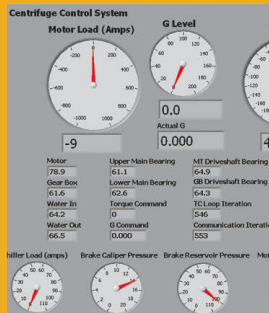 Centrifuge Control System
Motor Load (Amps)
G Level
-9
0.0
Actual G
0.000
Motor Upper Main Bearing MT Driveshaft Bearing
78.9 61.1 64.9
Gear Box Lower Main Bearing GB Driveshaft Bearing
61.6 62.6 64.3
Water In Torque Command TC Loop Iteration
64.2 0 546
Water Out G Command Communication Iteratio
66.5 0.000 553
hiller Load (amps) Brake Caliper Pressure Brake Reservoir Pressure Mot